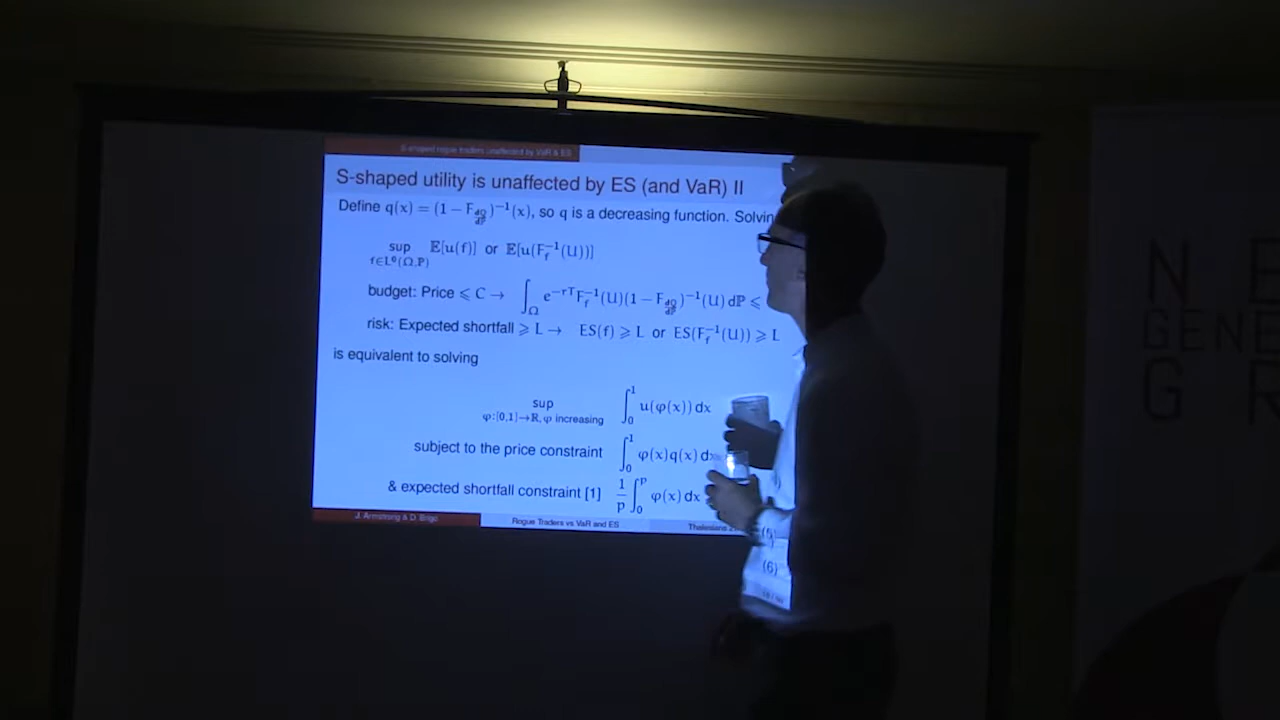 S-shaped rogue traders unaffected by VaR & ES
S-shaped utility is unaffected by ES (and VaR) II
Define q(x) = (1 − F_{dQ/dP})^{−1}(x), so q is a decreasing function. Solvin
sup_{f∈L⁰(Ω,ℙ)} 𝔼[u(f)] or 𝔼[u(F_f^{−1}(U))]
budget: Price ⩽ C → ∫_Ω e^{−rT} F_f^{−1}(U)(1 − F_{dQ/dP})^{−1}(U) dℙ ⩽
risk: Expected shortfall ⩾ L → ES(f) ⩾ L or ES(F_f^{−1}(U)) ⩾ L
is equivalent to solving
sup_{φ:[0,1]→ℝ, φ increasing} ∫_0^1 u(φ(x)) dx
subject to the price constraint ∫_0^1 φ(x)q(x) dx
& expected shortfall constraint [1] 1/p ∫_0^p φ(x) dx
(6)
J. Armstrong & D. Brigo Rogue Traders vs VaR and ES Thalesians
N E
GENE
G R